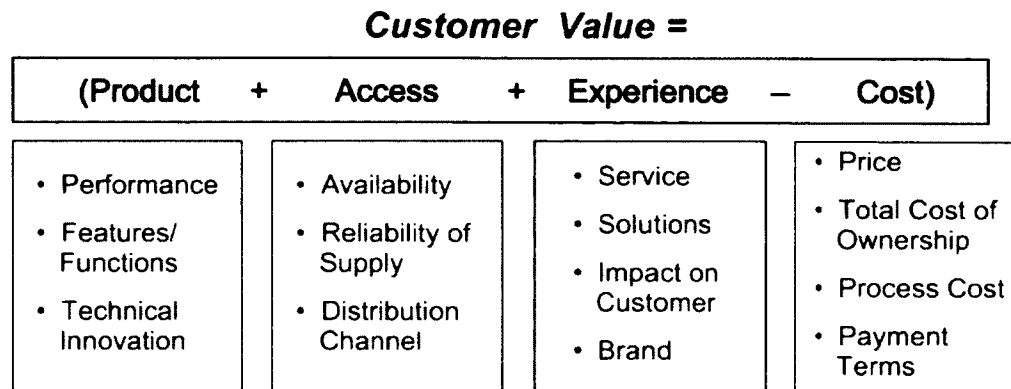 Customer Value =
(Product + Access + Experience – Cost)
• Performance
• Features/
Functions
• Technical
Innovation
• Availability
• Reliability of
Supply
• Distribution
Channel
• Service
• Solutions
• Impact on
Customer
• Brand
• Price
• Total Cost of
Ownership
• Process Cost
• Payment
Terms